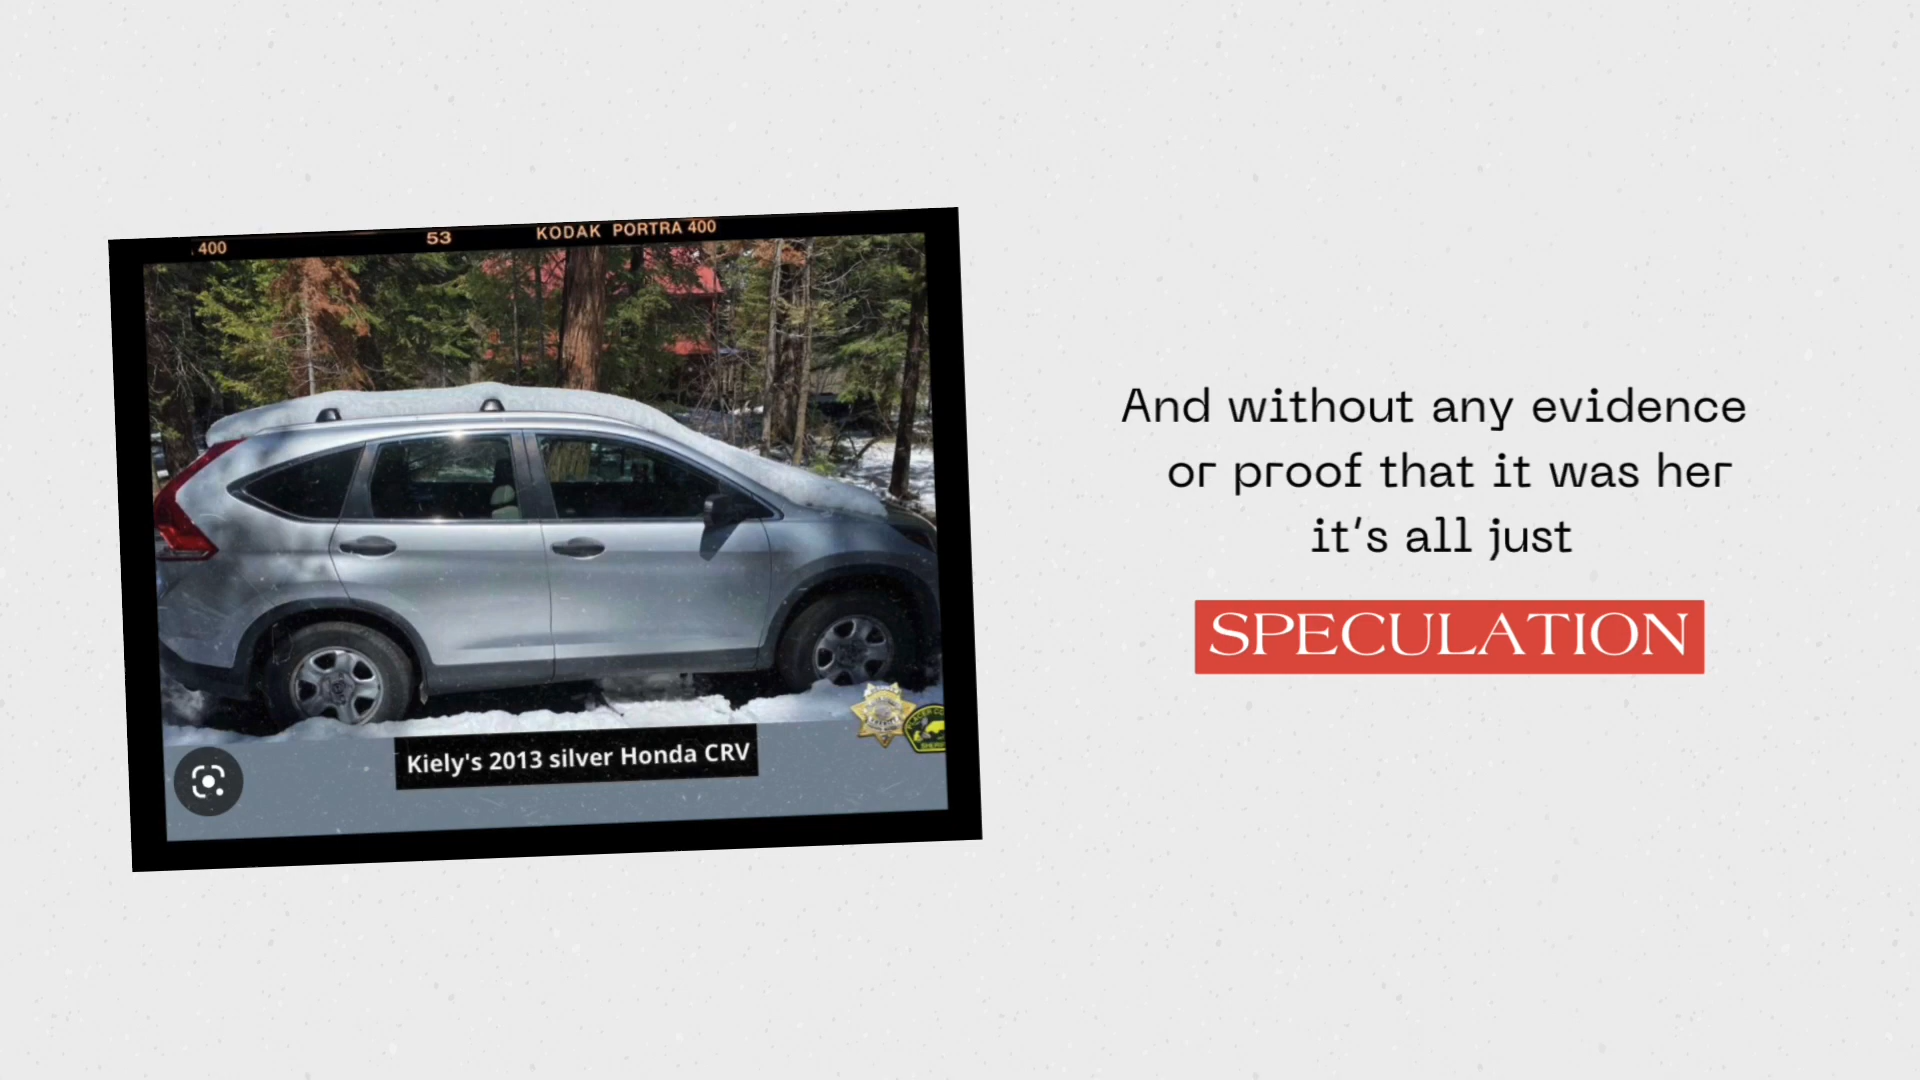 400 53 KODAK PORTRA 400
Kiely's 2013 silver Honda CRV
And without any evidence
or proof that it was her
it's all just
SPECULATION